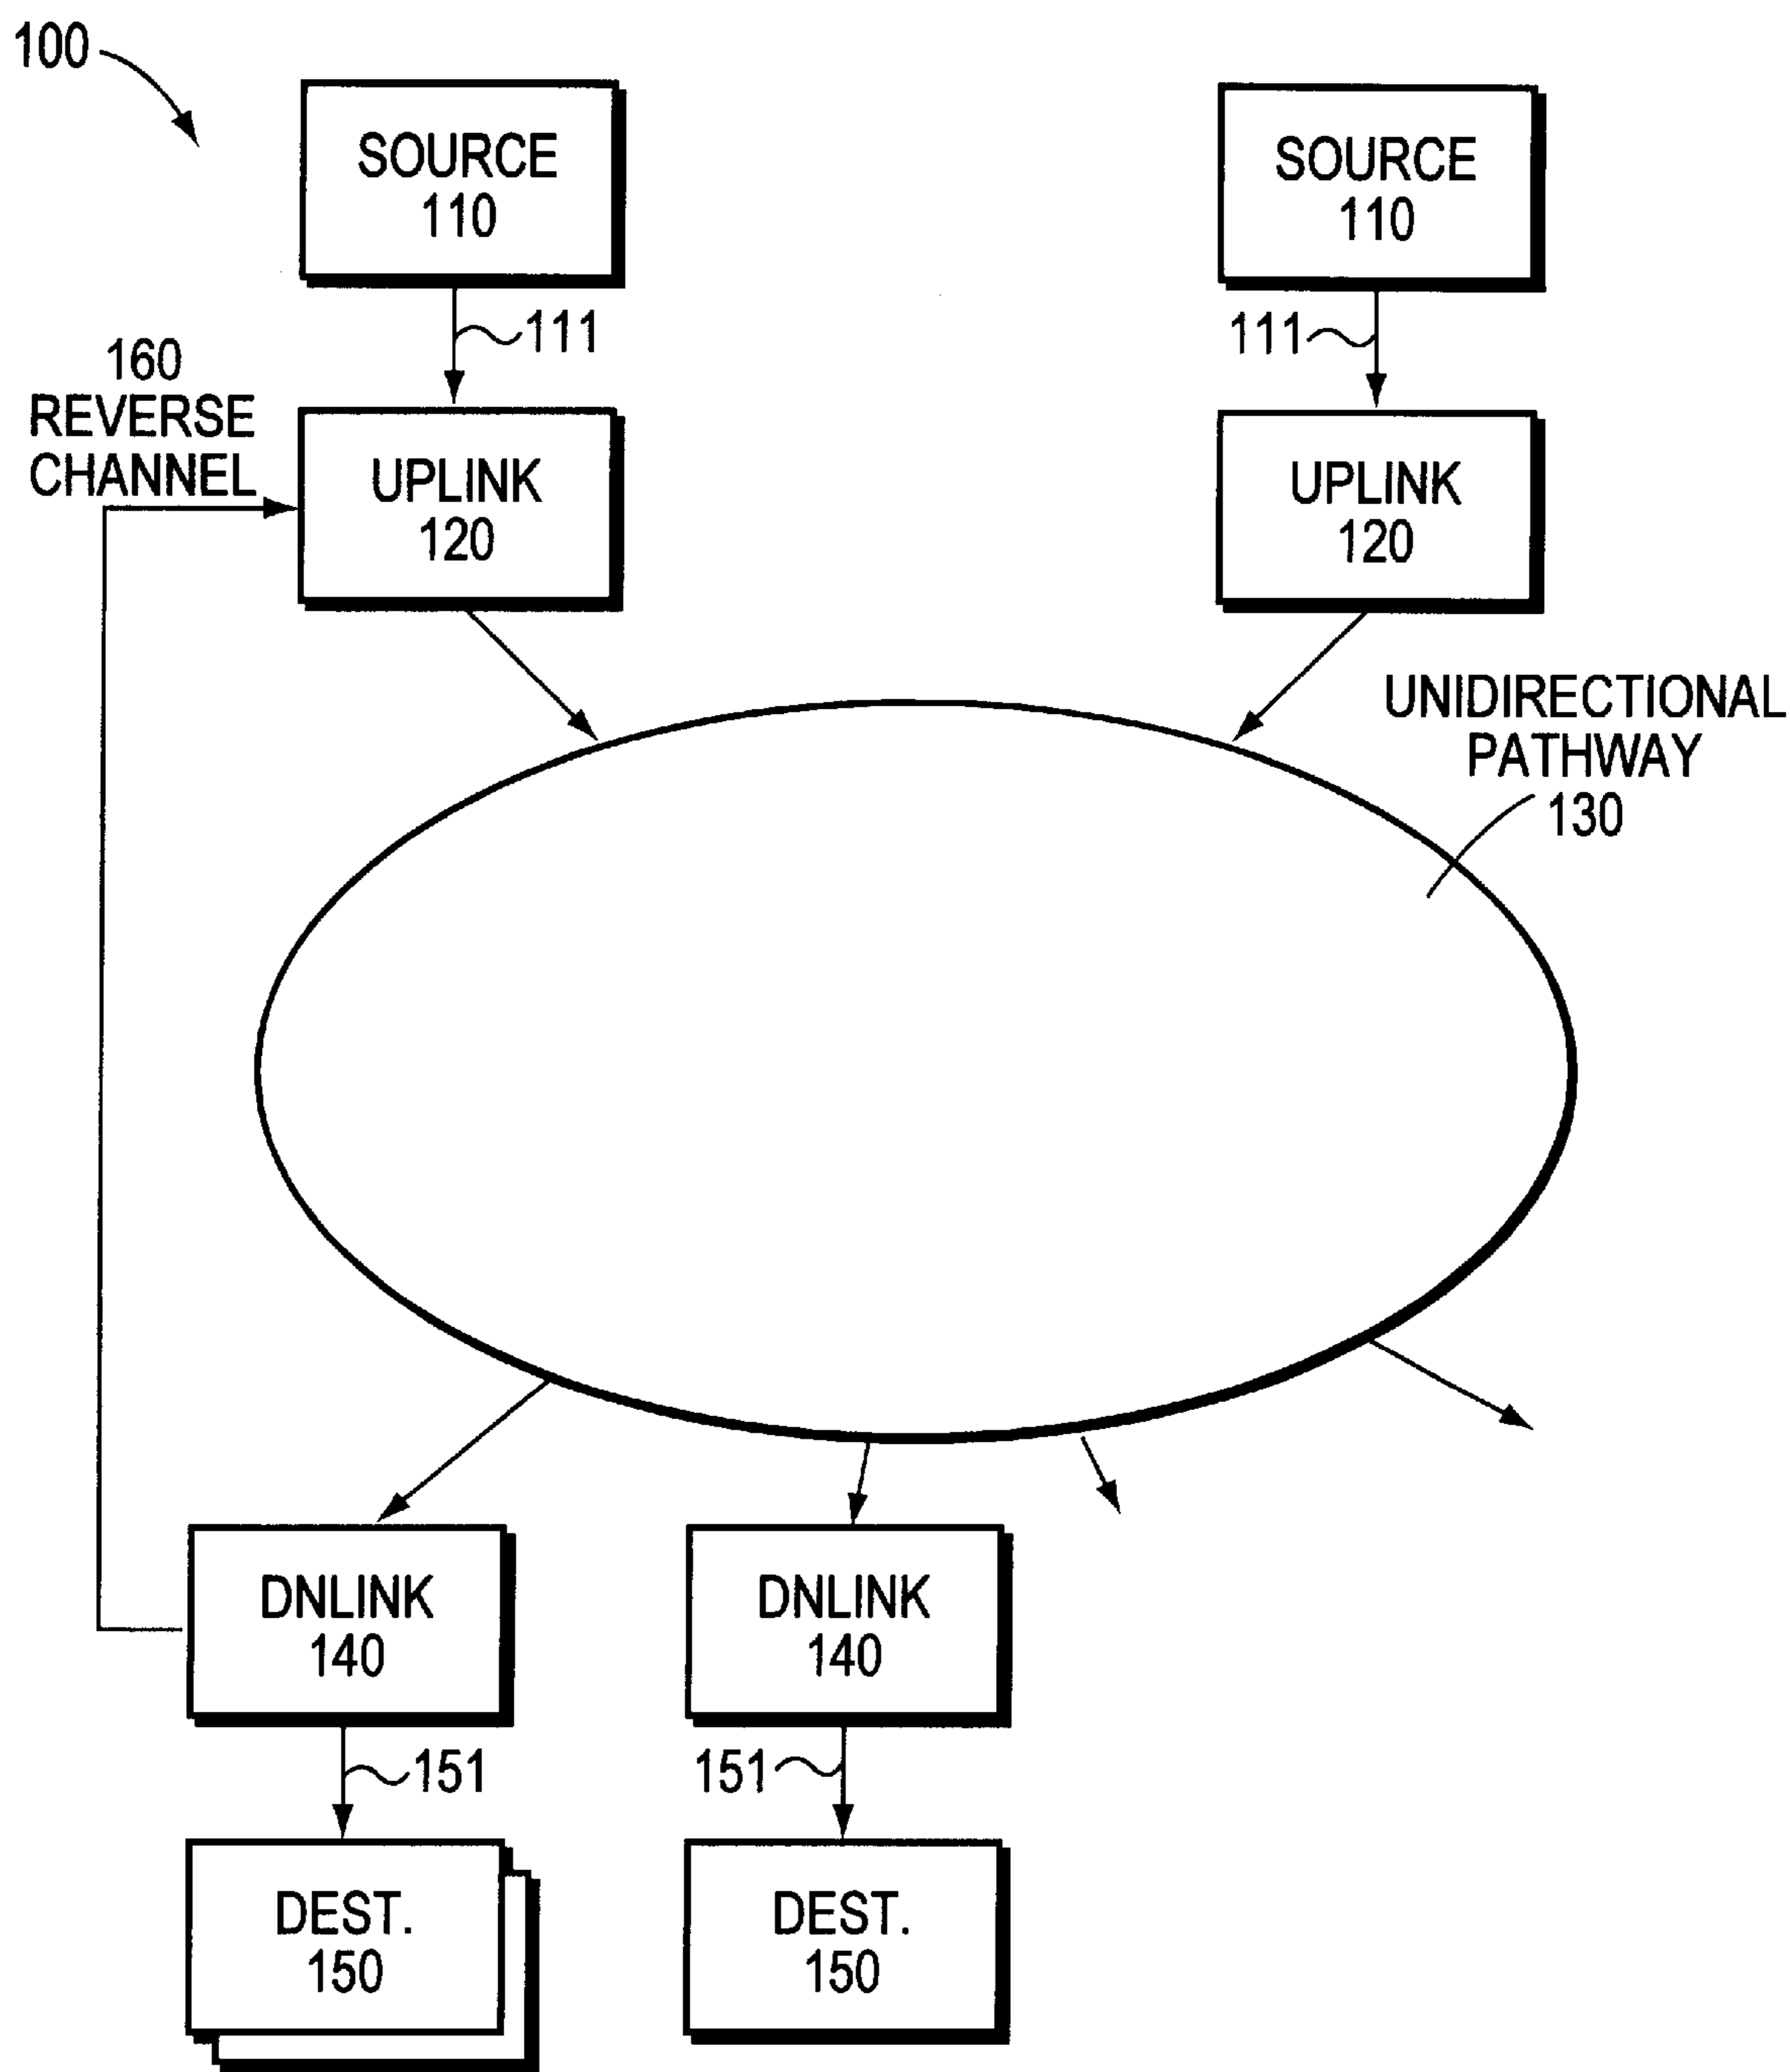 100
SOURCE
110
SOURCE
110
111
111
160
REVERSE
CHANNEL
UPLINK
120
UPLINK
120
UNIDIRECTIONAL
PATHWAY
130
DNLINK
140
DNLINK
140
151
151
DEST.
150
DEST.
150